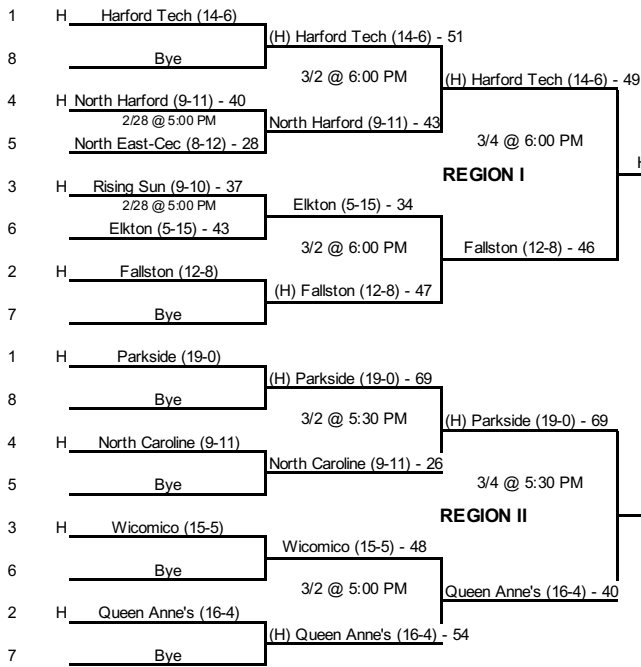 1 H Harford Tech (14-6)
(H) Harford Tech (14-6) - 51
8 Bye
3/2 @ 6:00 PM
(H) Harford Tech (14-6) - 49
4 H North Harford (9-11) - 40
2/28 @ 5:00 PM
North Harford (9-11) - 43
5 North East-Cec (8-12) - 28
3/4 @ 6:00 PM
H
REGION I
3 H Rising Sun (9-10) - 37
2/28 @ 5:00 PM
Elkton (5-15) - 34
6 Elkton (5-15) - 43
3/2 @ 6:00 PM
Fallston (12-8) - 46
2 H Fallston (12-8)
(H) Fallston (12-8) - 47
7 Bye
1 H Parkside (19-0)
(H) Parkside (19-0) - 69
8 Bye
3/2 @ 5:30 PM
(H) Parkside (19-0) - 69
4 H North Caroline (9-11)
North Caroline (9-11) - 26
5 Bye
3/4 @ 5:30 PM
REGION II
3 H Wicomico (15-5)
Wicomico (15-5) - 48
6 Bye
3/2 @ 5:00 PM
Queen Anne's (16-4) - 40
2 H Queen Anne's (16-4)
(H) Queen Anne's (16-4) - 54
7 Bye